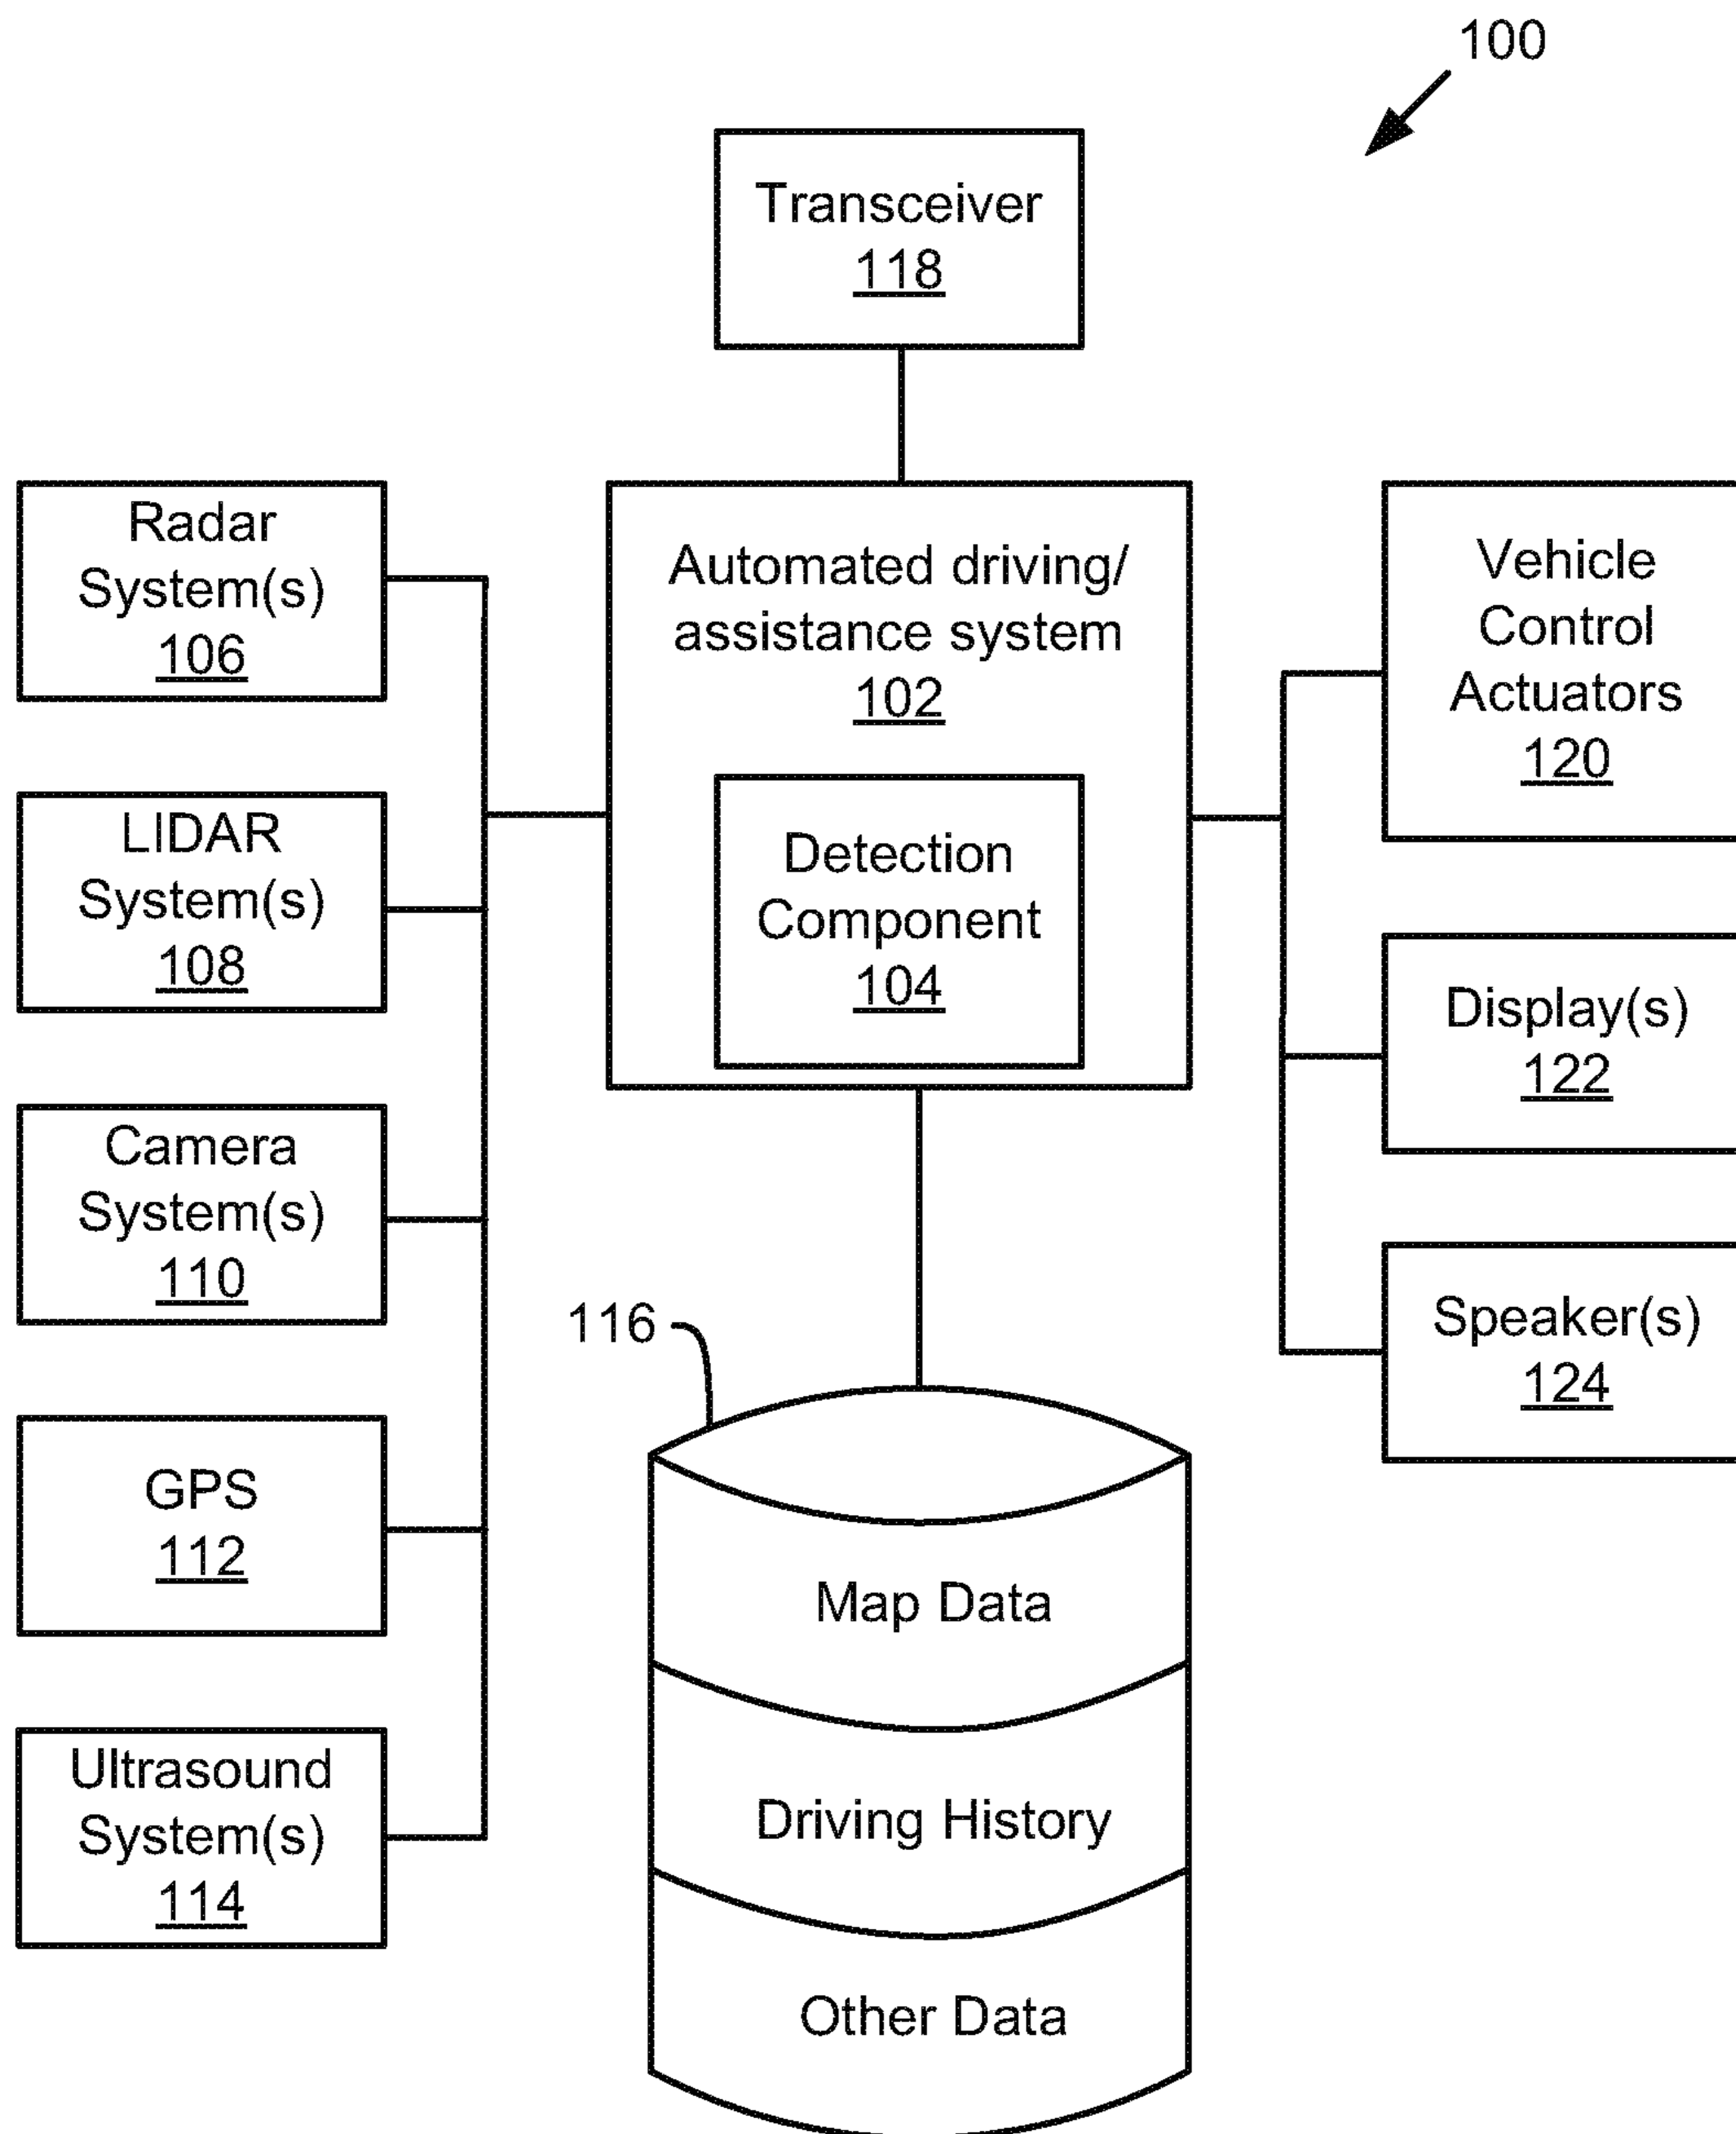 100
Transceiver
118
Radar
System(s)
106
LIDAR
System(s)
108
Camera
System(s)
110
GPS
112
Ultrasound
System(s)
114
Automated driving/
assistance system
102
Detection
Component
104
116
Map Data
Driving History
Other Data
Vehicle
Control
Actuators
120
Display(s)
122
Speaker(s)
124